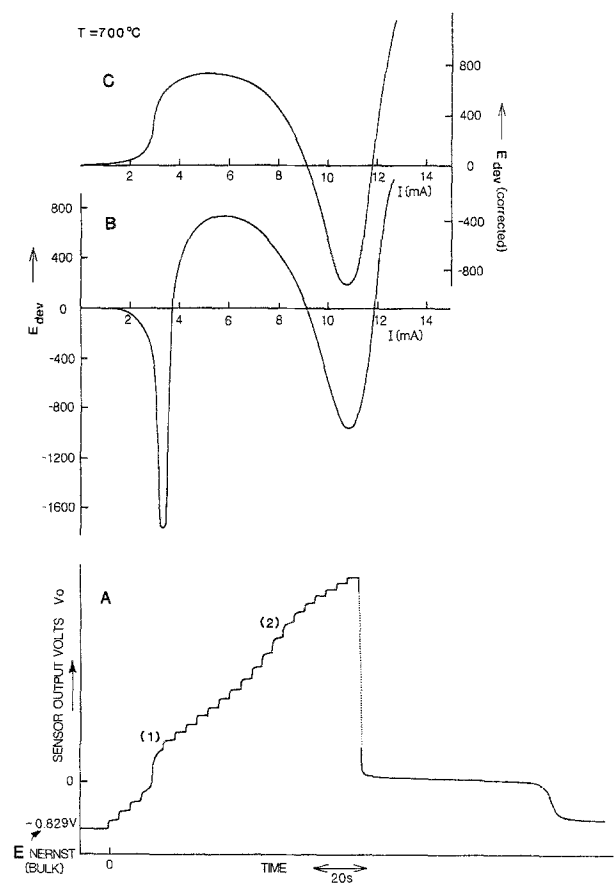 T = 700°C
C
800
400
0
-400
-800
E dev (corrected)
2 4 6 8 10 12 14
I (mA)
B
800
400
0
-400
-800
-1200
-1600
E dev
2 4 6 8 10 12 14
I (mA)
A
(1)
(2)
SENSOR OUTPUT VOLTS Vo
0
-0.829V
E NERNST
(BULK)
0
TIME
20s